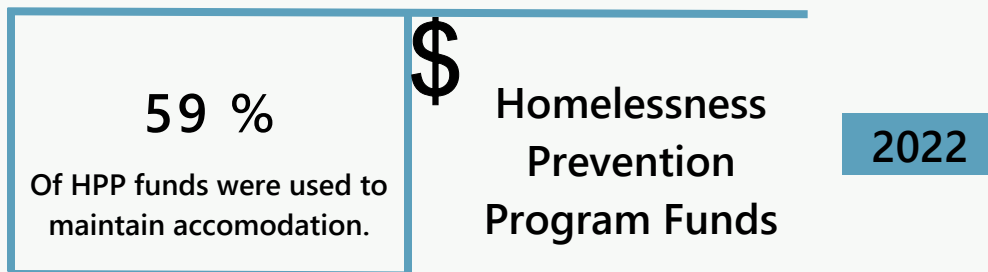 59 %
Of HPP funds were used to
maintain accomodation.
$
Homelessness
Prevention
Program Funds
2022